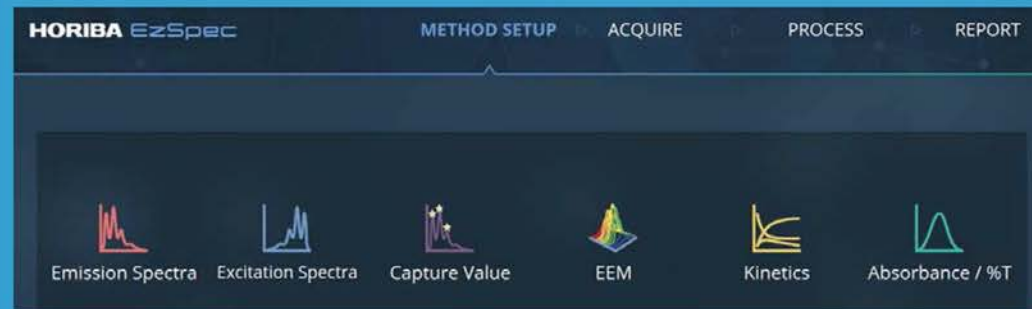 HORIBA EzSpec METHOD SETUP ACQUIRE PROCESS REPORT
Emission Spectra Excitation Spectra Capture Value EEM Kinetics Absorbance / %T